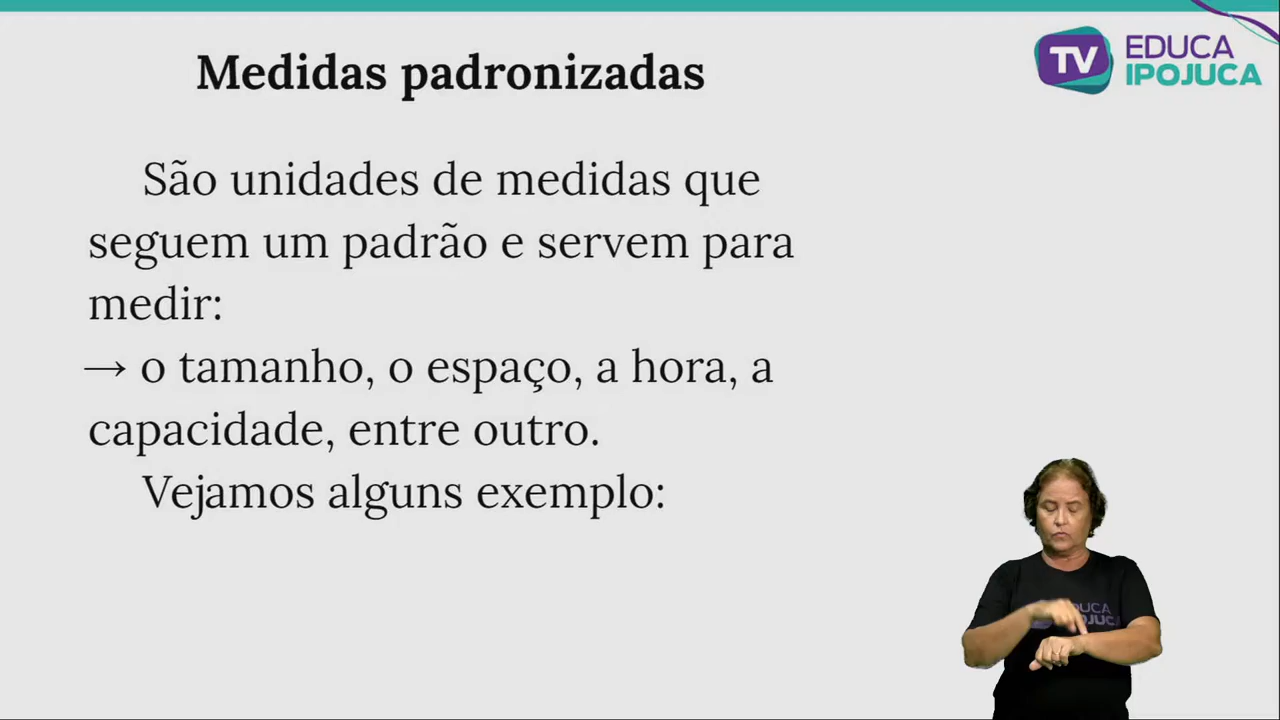 Medidas padronizadas
TV EDUCA
IPOJUCA
São unidades de medidas que
seguem um padrão e servem para
medir:
→ o tamanho, o espaço, a hora, a
capacidade, entre outro.
Vejamos alguns exemplo: